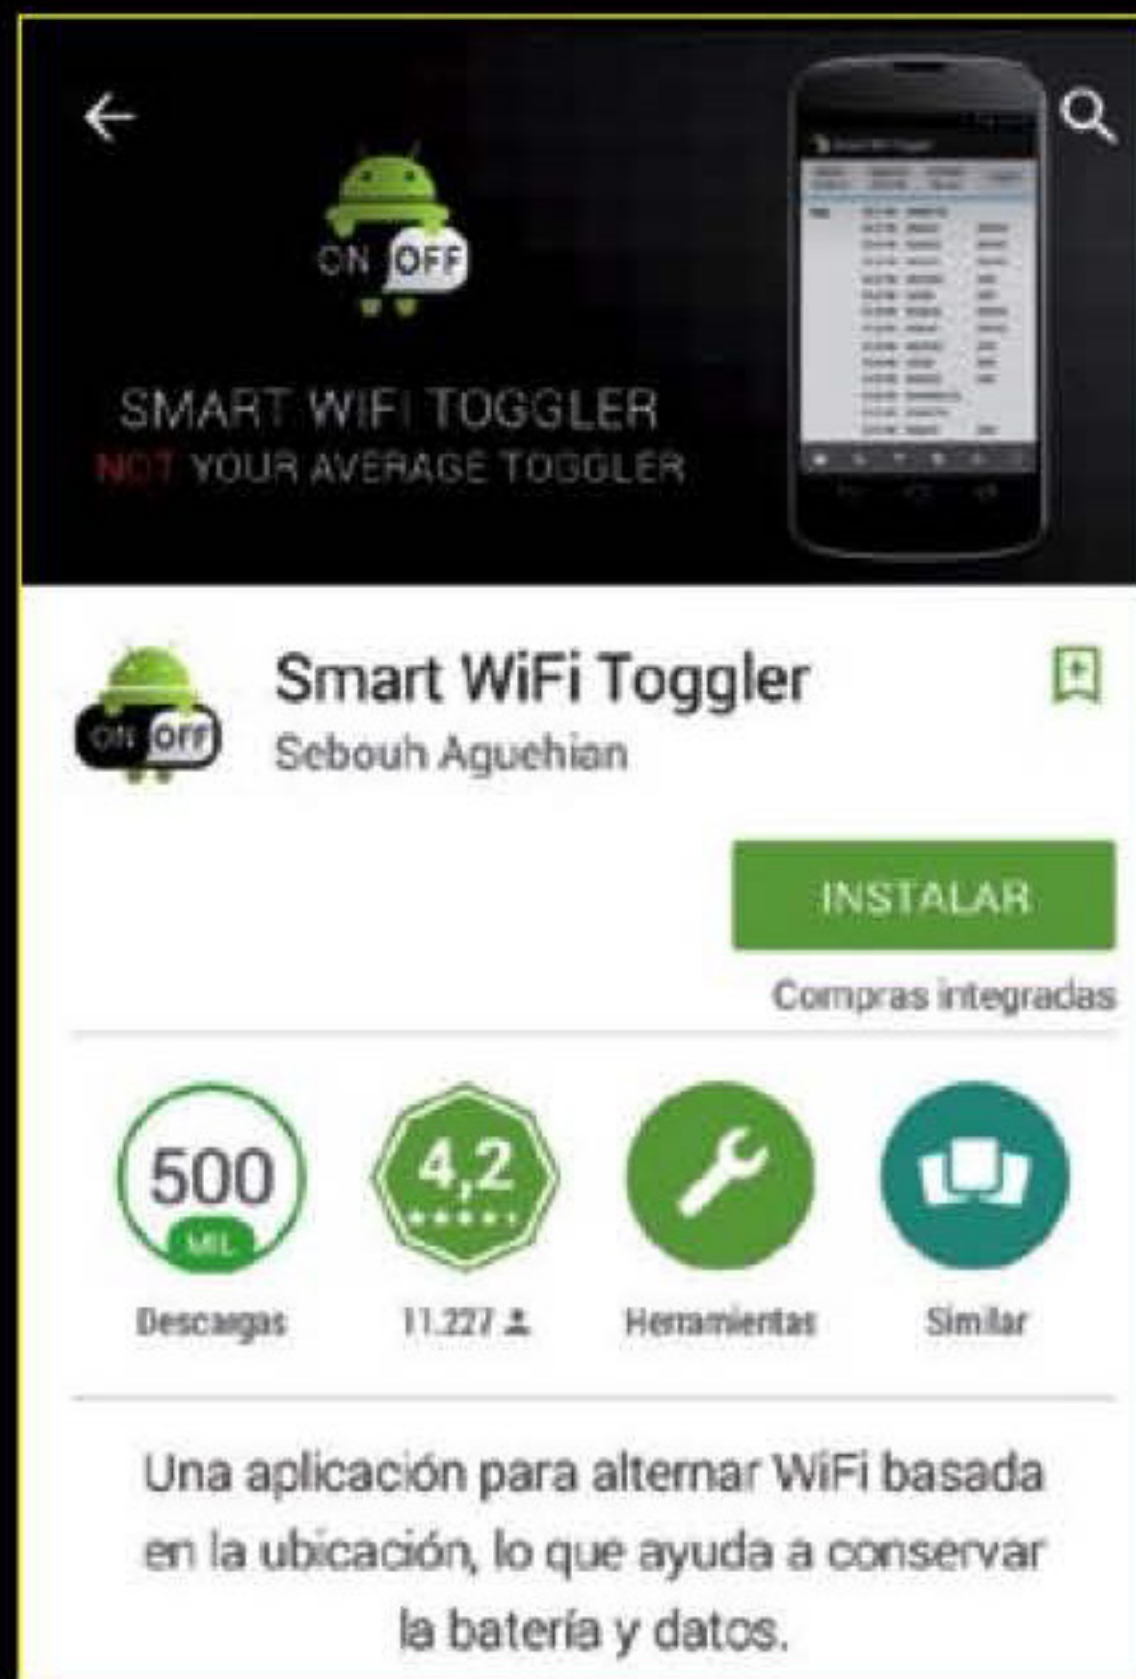 ON OFF
SMART WIFI TOGGLER
NOT YOUR AVERAGE TOGGLER
ON OFF
Smart WiFi Toggler
Sebouh Aguehian
INSTALAR
Compras integradas
500
MIL
Descargas
4,2
11.227
Herramientas
Similar
Una aplicación para alternar WiFi basada
en la ubicación, lo que ayuda a conservar
la batería y datos.